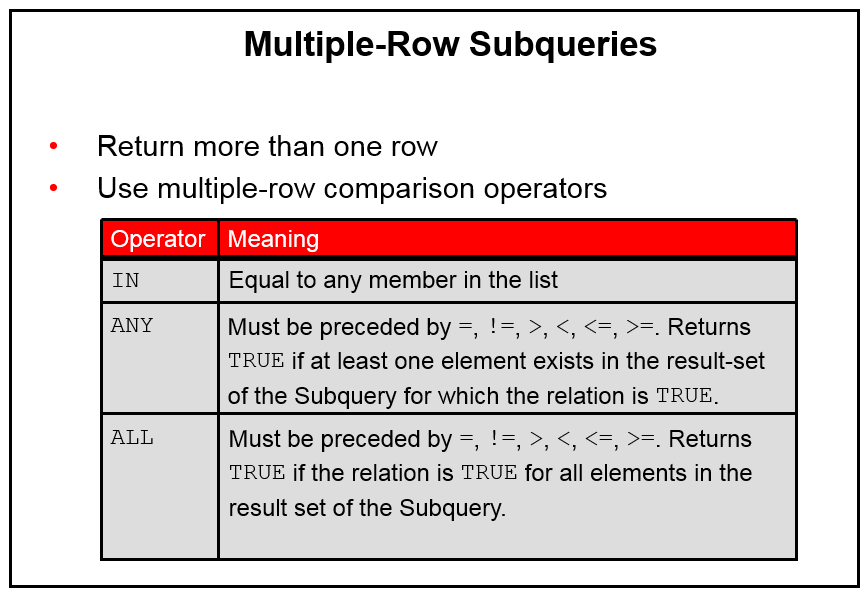 Multiple-Row Subqueries
• Return more than one row
• Use multiple-row comparison operators
Operator Meaning
IN Equal to any member in the list
ANY Must be preceded by =, !=, >, <, <=, >=. Returns
TRUE if at least one element exists in the result-set
of the Subquery for which the relation is TRUE.
ALL Must be preceded by =, !=, >, <, <=, >=. Returns
TRUE if the relation is TRUE for all elements in the
result set of the Subquery.